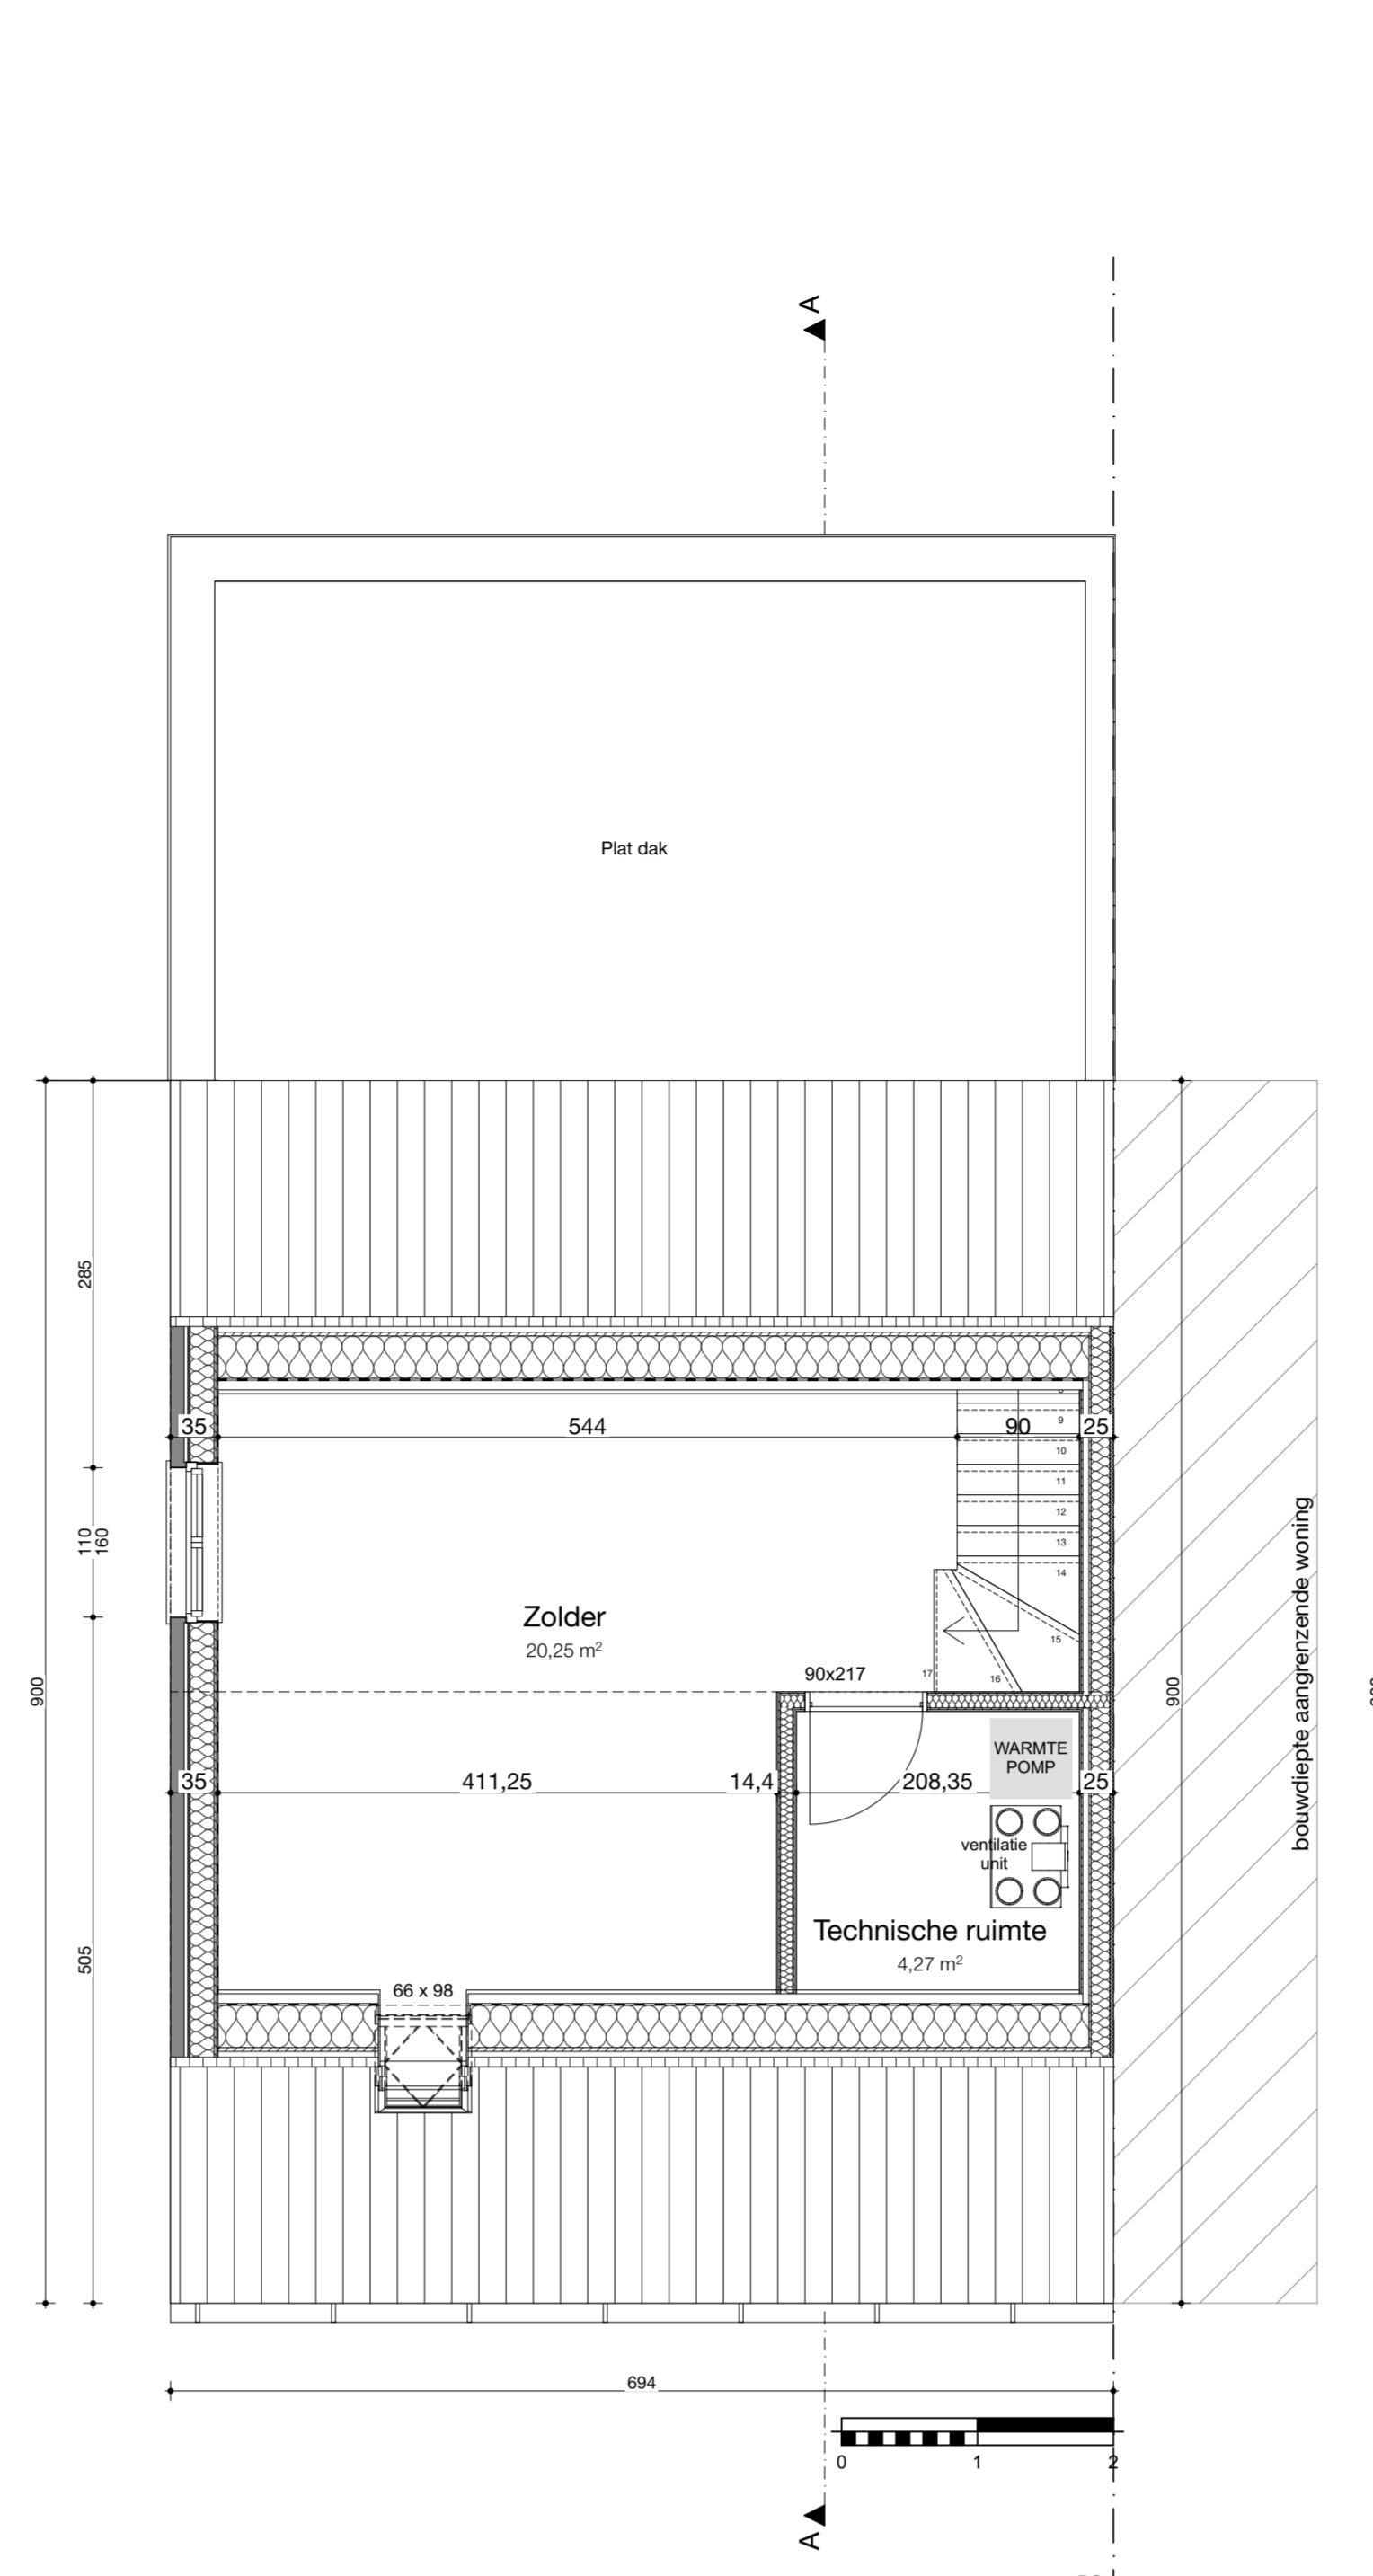 A
Plat dak
285
35
544
90
25
9
10
11
12
13
14
110
160
Zolder
20,25 m²
15
16
17
90x217
900
900
bouwdiepte aangrenzende woning
WARMTE
POMP
35
411,25
14,4
208,35
25
ventilatie
unit
Technische ruimte
4,27 m²
505
66 x 98
694
0
1
2
A